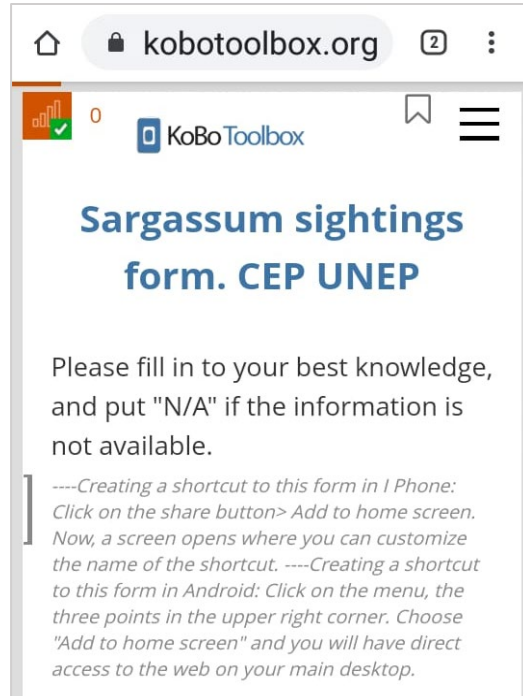 kobotoolbox.org
2
0
KoBoToolbox
Sargassum sightings
form. CEP UNEP
Please fill in to your best knowledge,
and put "N/A" if the information is
not available.
----Creating a shortcut to this form in I Phone:
Click on the share button> Add to home screen.
Now, a screen opens where you can customize
the name of the shortcut. ----Creating a shortcut
to this form in Android: Click on the menu, the
three points in the upper right corner. Choose
"Add to home screen" and you will have direct
access to the web on your main desktop.